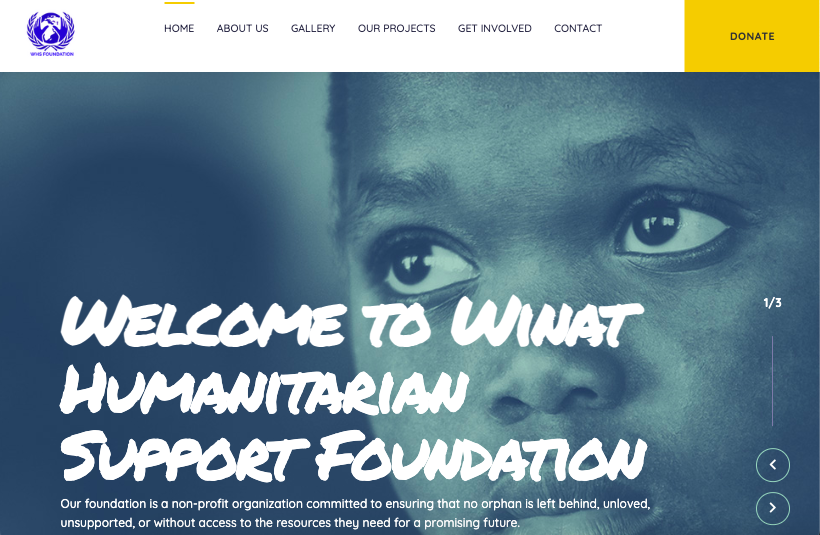 HOME ABOUT US GALLERY OUR PROJECTS GET INVOLVED CONTACT
DONATE
WHS FOUNDATION
1/3
Welcome to Winat
Humanitarian
Support Foundation
Our foundation is a non-profit organization committed to ensuring that no orphan is left behind, unloved,
unsupported, or without access to the resources they need for a promising future.